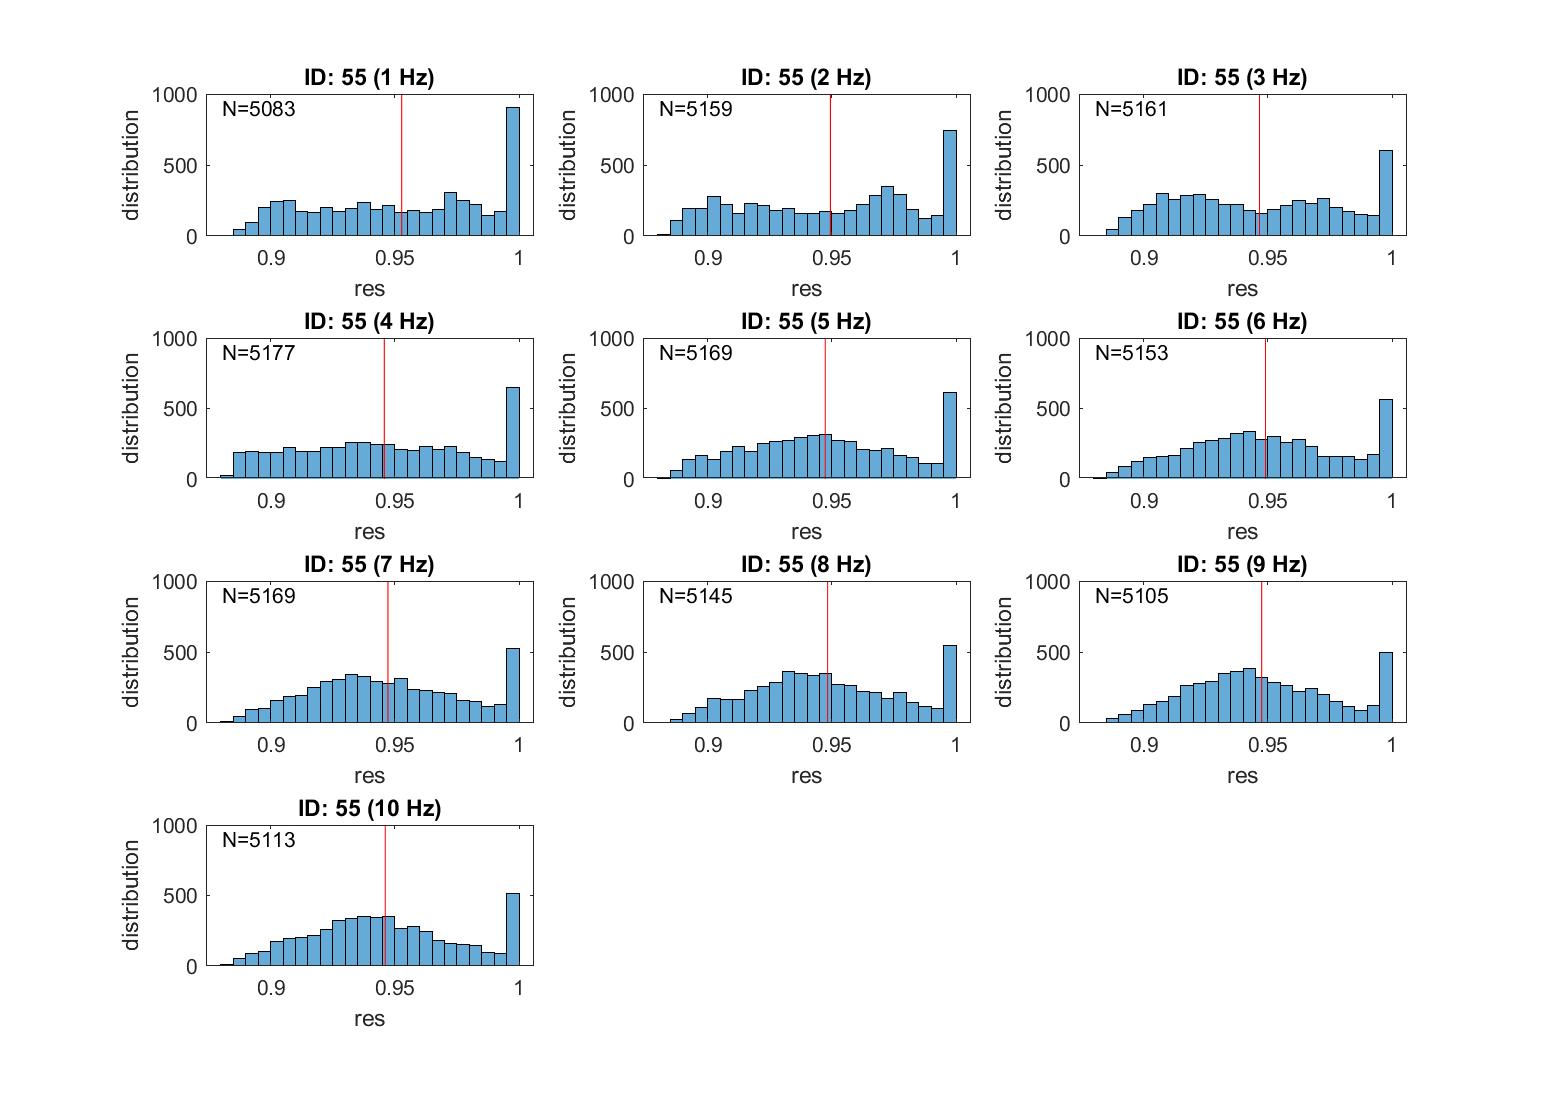 ID: 55 (1 Hz)
N=5083
1000
500
0
distribution
0.9 0.95 1
res
ID: 55 (2 Hz)
N=5159
1000
500
0
distribution
0.9 0.95 1
res
ID: 55 (3 Hz)
N=5161
1000
500
0
distribution
0.9 0.95 1
res
ID: 55 (4 Hz)
N=5177
1000
500
0
distribution
0.9 0.95 1
res
ID: 55 (5 Hz)
N=5169
1000
500
0
distribution
0.9 0.95 1
res
ID: 55 (6 Hz)
N=5153
1000
500
0
distribution
0.9 0.95 1
res
ID: 55 (7 Hz)
N=5169
1000
500
0
distribution
0.9 0.95 1
res
ID: 55 (8 Hz)
N=5145
1000
500
0
distribution
0.9 0.95 1
res
ID: 55 (9 Hz)
N=5105
1000
500
0
distribution
0.9 0.95 1
res
ID: 55 (10 Hz)
N=5113
1000
500
0
distribution
0.9 0.95 1
res